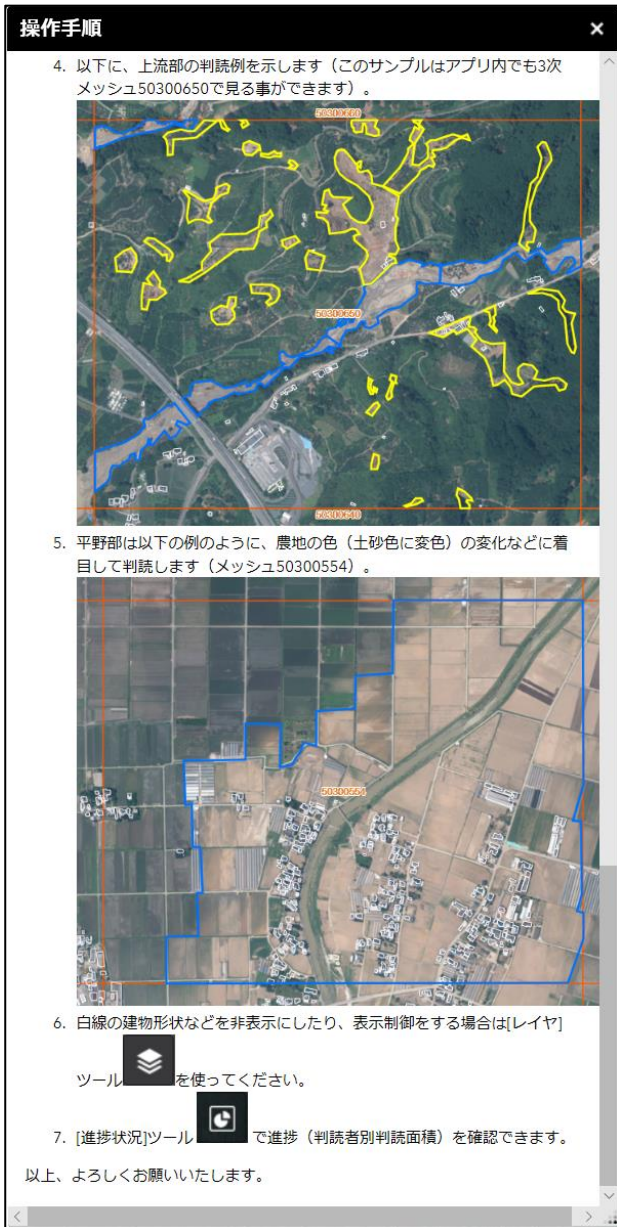 操作手順 ×
4. 以下に、上流部の判読例を示します（このサンプルはアプリ内でも3次
メッシュ50300650で見る事ができます）。
50300660
50300650
50300640
5. 平野部は以下の例のように、農地の色（土砂色に変色）の変化などに着
目して判読します（メッシュ50300554）。
50300554
6. 白線の建物形状などを非表示にしたり、表示制御をする場合は[レイヤ]
ツール を使ってください。
7. [進捗状況]ツール で進捗（判読者別判読面積）を確認できます。
以上、よろしくお願いいたします。